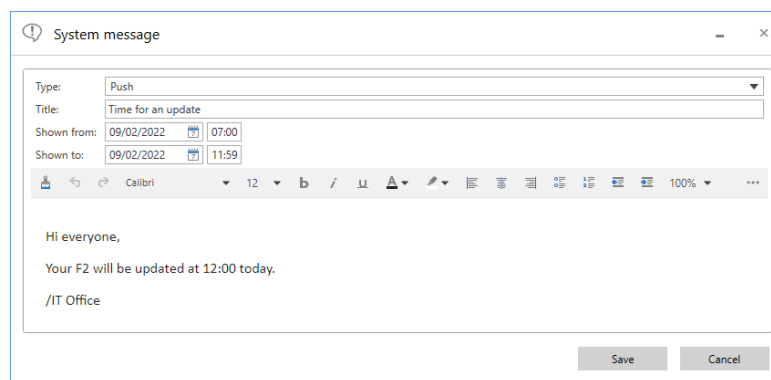 System message
Type: Push
Title: Time for an update
Shown from: 09/02/2022 07:00
Shown to: 09/02/2022 11:59
Calibri 12 b i u A 100%
Hi everyone,
Your F2 will be updated at 12:00 today.
/IT Office
Save Cancel